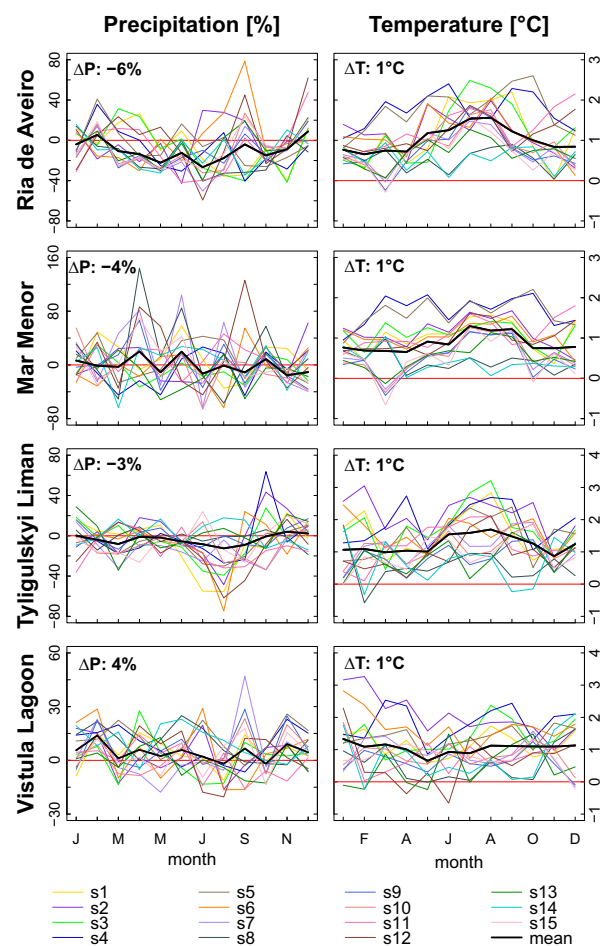 Precipitation [%] Temperature [°C]
Ria de Aveiro
ΔP: −6%
80
40
0
−40
−80
ΔT: 1°C
3
2
1
0
−1
Mar Menor
ΔP: −4%
160
80
0
−80
ΔT: 1°C
3
2
1
0
−1
Tyligulskyi Liman
ΔP: −3%
80
40
0
−40
−80
ΔT: 1°C
4
3
2
1
0
−1
Vistula Lagoon
ΔP: 4%
60
30
0
−30
ΔT: 1°C
4
3
2
1
0
−1
J M M J S N
F A J A O D
month month
s1 s5 s9 s13
s2 s6 s10 s14
s3 s7 s11 s15
s4 s8 s12 mean